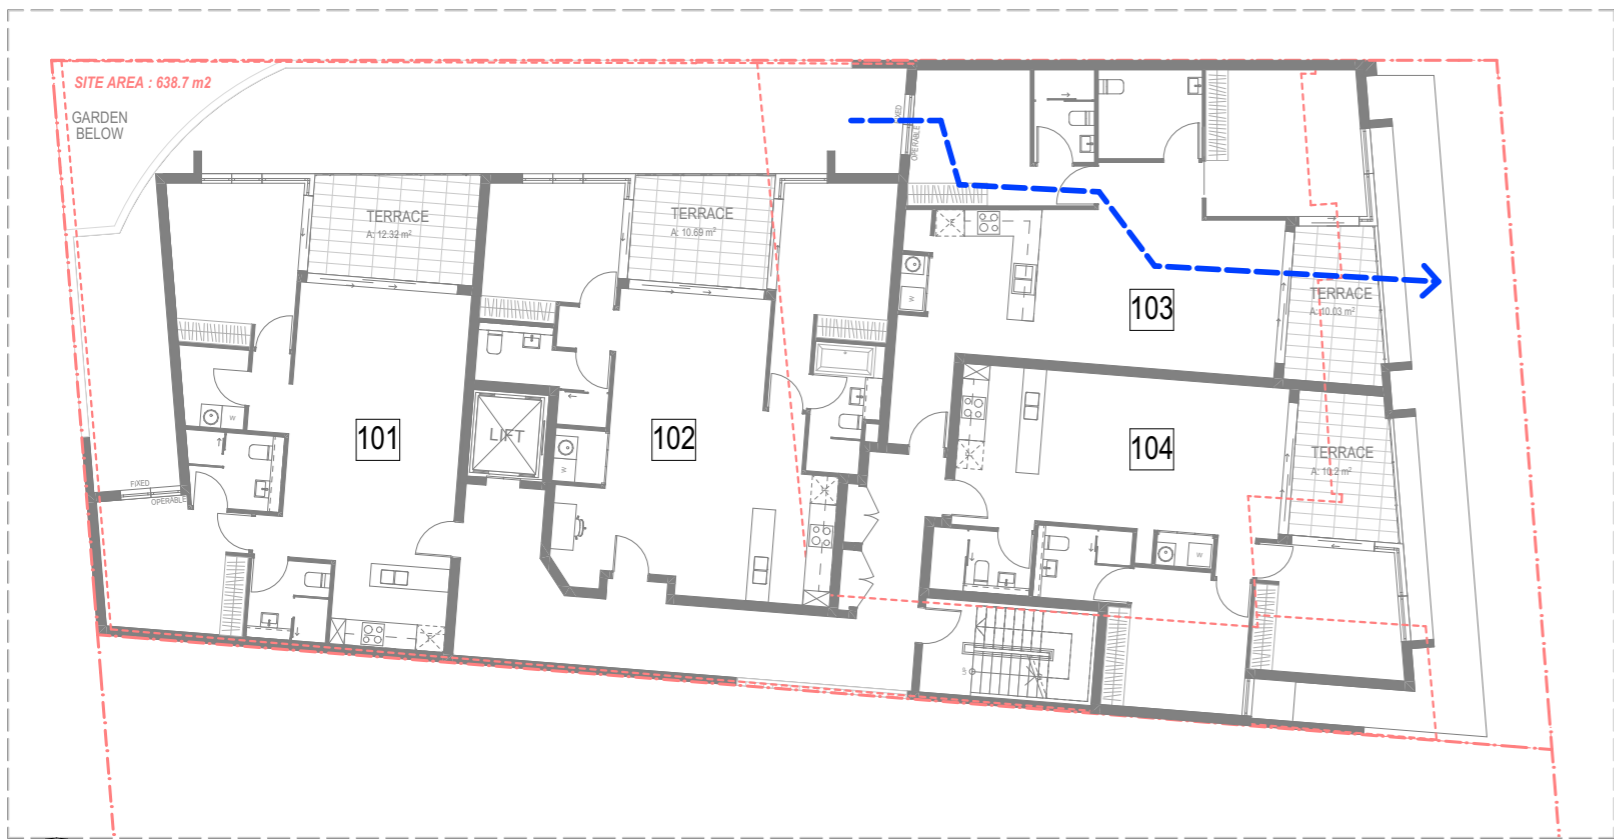 SITE AREA : 638.7 m2
GARDEN
BELOW
FIXED
OPERABLE
TERRACE
A: 12.32 m²
TERRACE
A: 10.69 m²
TERRACE
A: 10.03 m²
103
W
101
LIFT
102
104
TERRACE
A: 10.2 m²
W
W
FIXED
OPERABLE
W